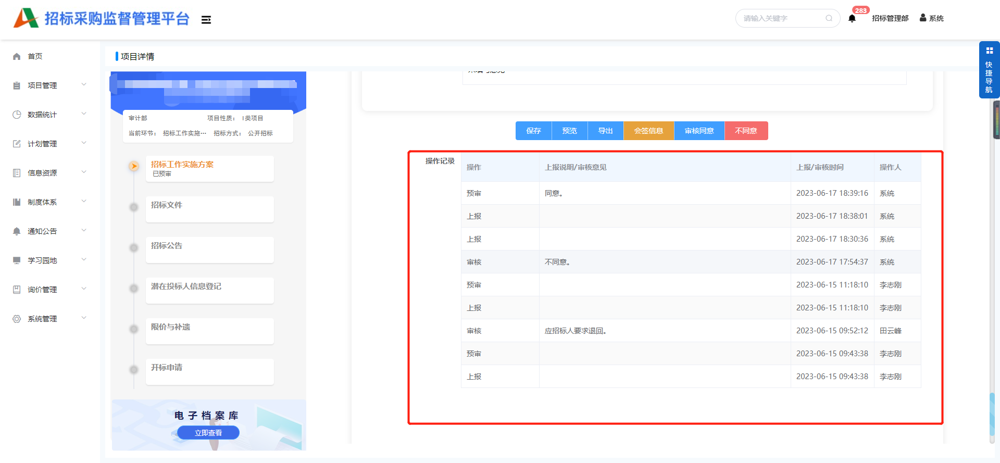 招标采购监督管理平台
请输入关键字
283
招标管理部
系统
首页
项目管理
数据统计
计划管理
信息资源
制度体系
通知公告
学习园地
询价管理
系统管理
项目详情
快捷导航
审计部
项目性质： I类项目
当前环节： 招标工作实施…
招标方式： 公开招标
招标工作实施方案
已预审
招标文件
招标公告
潜在投标人信息登记
限价与补遗
开标申请
电子档案库
立即查看
保存 预览 导出 会签信息 审核同意 不同意
操作记录
操作 上报说明/审核意见 上报/审核时间 操作人
预审 同意。 2023-06-17 18:39:16 系统
上报 2023-06-17 18:38:01 系统
上报 2023-06-17 18:30:36 系统
审核 不同意。 2023-06-17 17:54:37 系统
预审 2023-06-15 11:18:10 李志刚
上报 2023-06-15 11:18:10 李志刚
审核 应招标人要求退回。 2023-06-15 09:52:12 田云峰
预审 2023-06-15 09:43:38 李志刚
上报 2023-06-15 09:43:38 李志刚